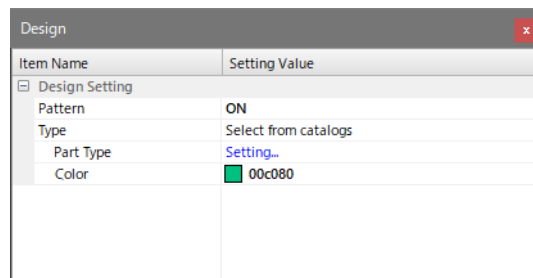 Design
x
Item Name Setting Value
Design Setting
Pattern ON
Type Select from catalogs
Part Type Setting...
Color 00c080